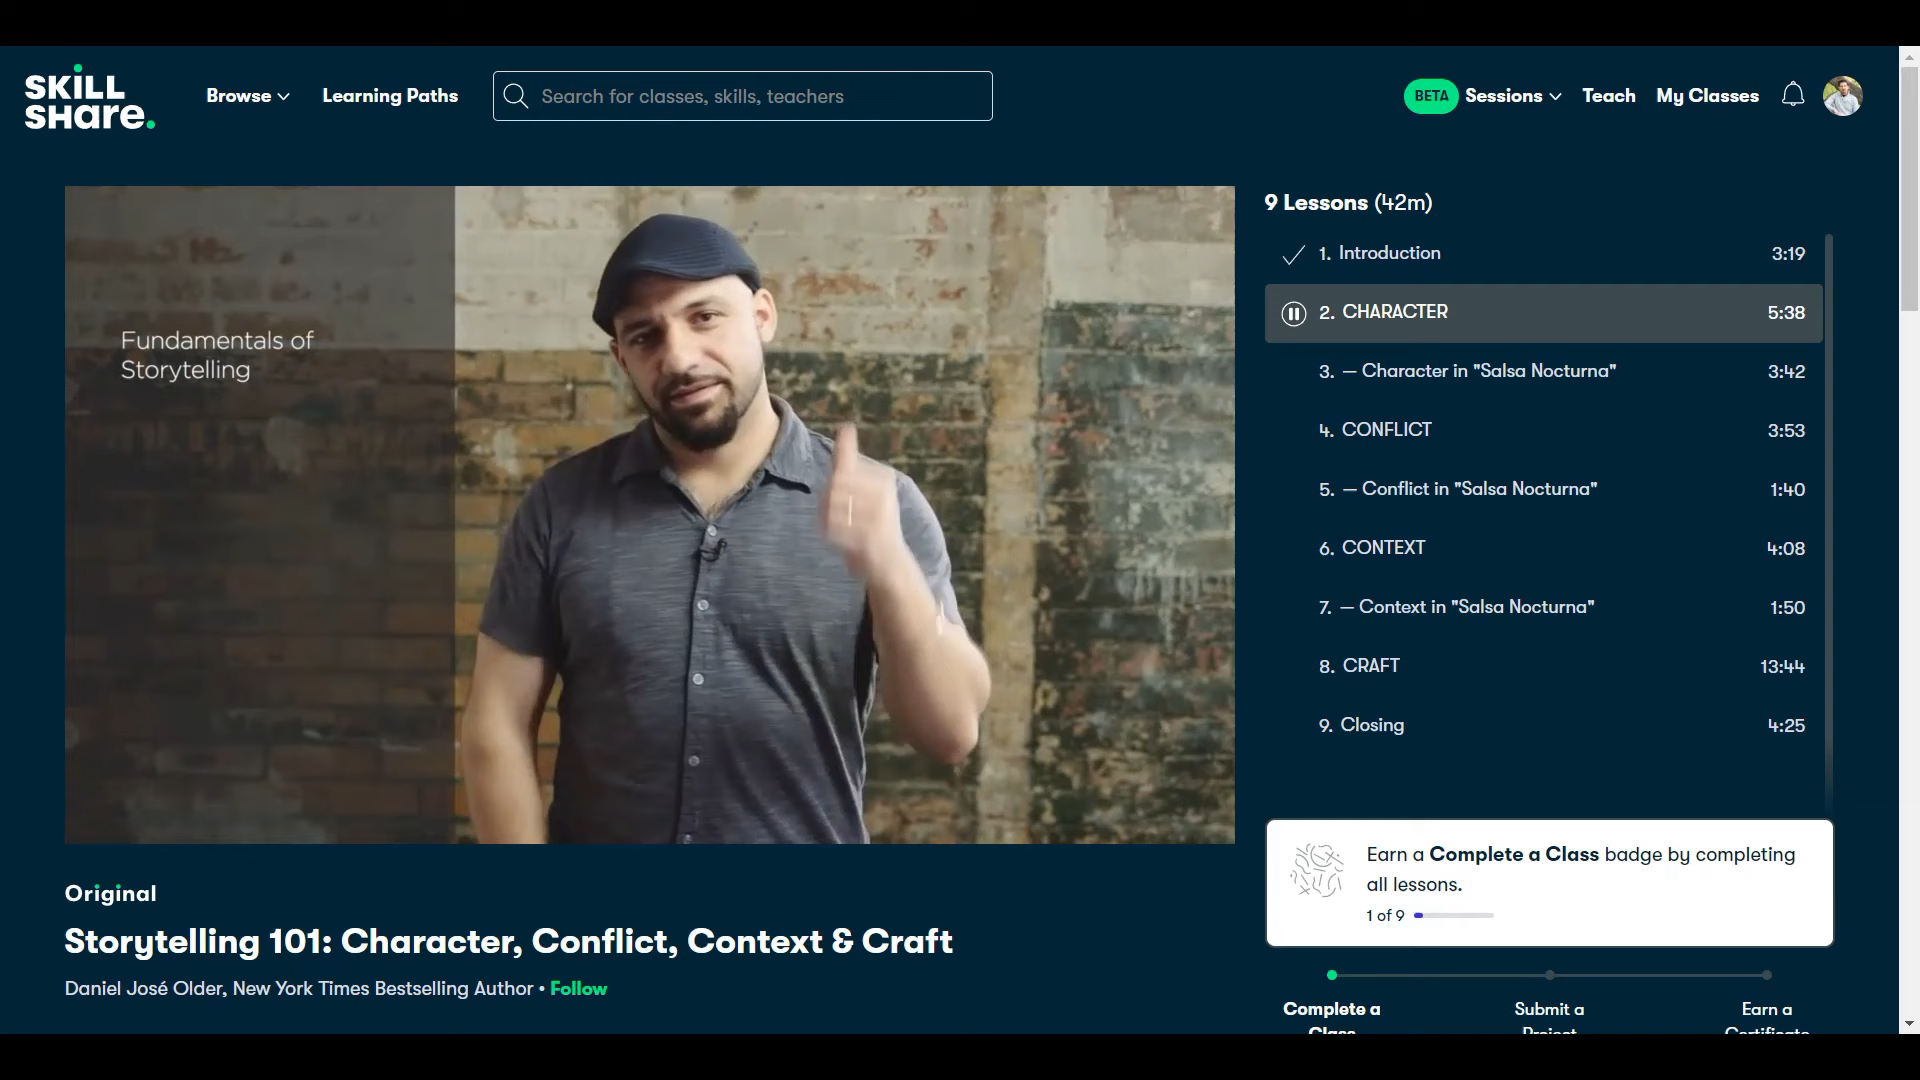 SKILL
SHARE.
Browse
Learning Paths
Search for classes, skills, teachers
BETA
Sessions
Teach
My Classes
Fundamentals of
Storytelling
9 Lessons (42m)
1. Introduction 3:19
2. CHARACTER 5:38
3. — Character in "Salsa Nocturna" 3:42
4. CONFLICT 3:53
5. — Conflict in "Salsa Nocturna" 1:40
6. CONTEXT 4:08
7. — Context in "Salsa Nocturna" 1:50
8. CRAFT 13:44
9. Closing 4:25
Original
Storytelling 101: Character, Conflict, Context & Craft
Daniel José Older, New York Times Bestselling Author • Follow
Earn a Complete a Class badge by completing
all lessons.
1 of 9
Complete a
Class
Submit a
Project
Earn a
Certificate